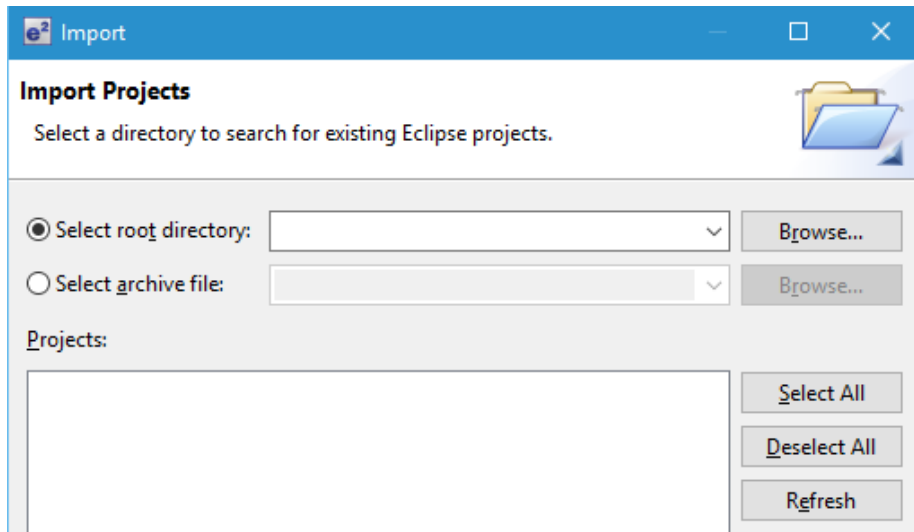 e² Import
Import Projects
Select a directory to search for existing Eclipse projects.
Select root directory: Browse...
Select archive file: Browse...
Projects:
Select All
Deselect All
Refresh